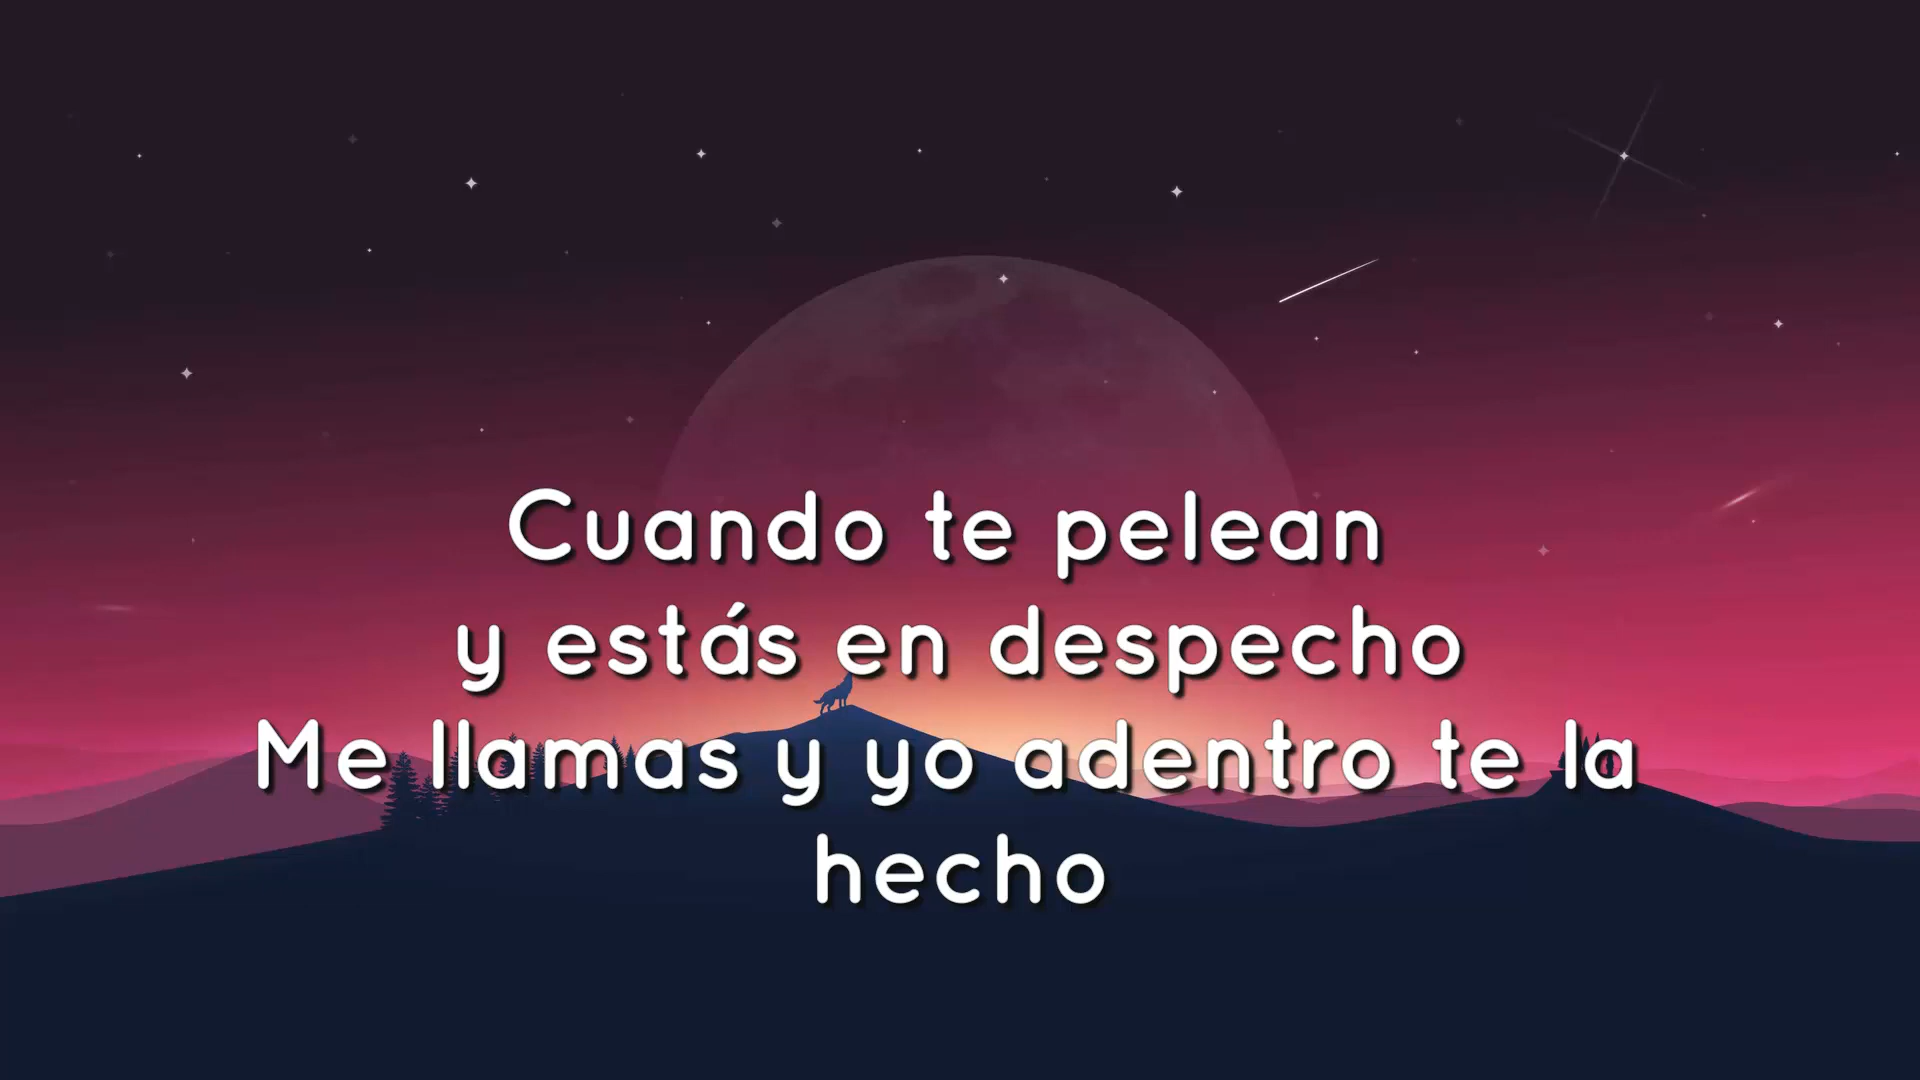 Cuando te pelean
y estás en despecho
Me llamas y yo adentro te la
hecho